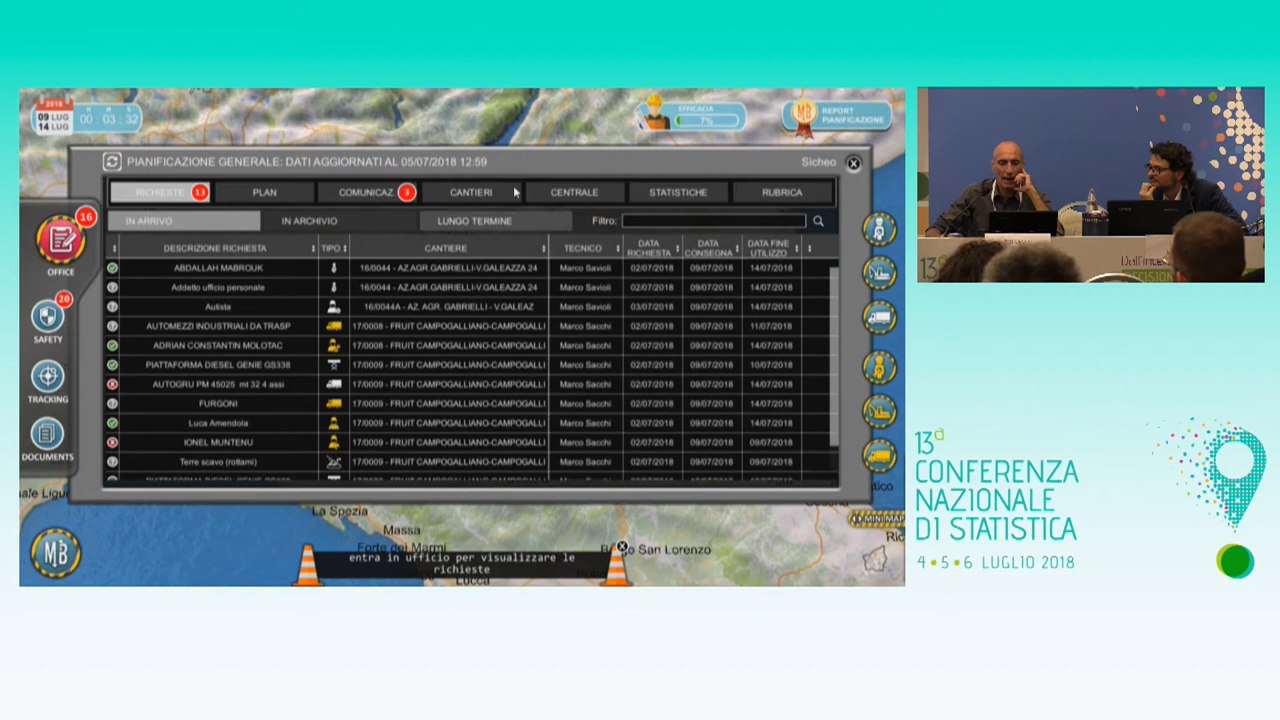 2018
09 LUG
14 LUG
H M S
00 : 03 : 32
EFFICACIA
7%
MB
REPORT
PIANIFICAZIONE
PIANIFICAZIONE GENERALE: DATI AGGIORNATI AL 05/07/2018 12:59
Sicheo
RICHIESTE 13 PLAN COMUNICAZ. 3 CANTIERI CENTRALE STATISTICHE RUBRICA
IN ARRIVO IN ARCHIVIO LUNGO TERMINE Filtro:
DESCRIZIONE RICHIESTA TIPO CANTIERE TECNICO DATA RICHIESTA DATA CONSEGNA DATA FINE UTILIZZO
ABDALLAH MABROUK 16/0044 - AZ.AGR.GABRIELLI-V.GALEAZZA 24 Marco Savioli 02/07/2018 09/07/2018 14/07/2018
Addetto ufficio personale 16/0044 - AZ.AGR.GABRIELLI-V.GALEAZZA 24 Marco Savioli 02/07/2018 09/07/2018 14/07/2018
Autista 16/0044A - AZ. AGR. GABRIELLI - V.GALEAZ Marco Savioli 03/07/2018 09/07/2018 14/07/2018
AUTOMEZZI INDUSTRIALI DA TRASP 17/0008 - FRUIT CAMPOGALLIANO-CAMPOGALLI Marco Sacchi 02/07/2018 09/07/2018 11/07/2018
ADRIAN CONSTANTIN MOLOTAC 17/0008 - FRUIT CAMPOGALLIANO-CAMPOGALLI Marco Sacchi 02/07/2018 09/07/2018 14/07/2018
PIATTAFORMA DIESEL GENIE GS338 17/0009 - FRUIT CAMPOGALLIANO-CAMPOGALLI Marco Sacchi 02/07/2018 09/07/2018 10/07/2018
AUTOGRU PM 45025 mt 32 4 assi 17/0009 - FRUIT CAMPOGALLIANO-CAMPOGALLI Marco Sacchi 02/07/2018 09/07/2018 14/07/2018
FURGONI 17/0009 - FRUIT CAMPOGALLIANO-CAMPOGALLI Marco Sacchi 02/07/2018 09/07/2018 14/07/2018
Luca Amendola 17/0009 - FRUIT CAMPOGALLIANO-CAMPOGALLI Marco Sacchi 02/07/2018 09/07/2018 14/07/2018
IONEL MUNTENU 17/0009 - FRUIT CAMPOGALLIANO-CAMPOGALLI Marco Sacchi 02/07/2018 09/07/2018 09/07/2018
Terre scavo (rottami) 17/0009 - FRUIT CAMPOGALLIANO-CAMPOGALLI Marco Sacchi 02/07/2018 09/07/2018 09/07/2018
16
OFFICE
20
SAFETY
TRACKING
DOCUMENTS
MINI MAP
La Spezia
Massa
Forte dei Marmi
San Lorenzo
Lucca
MB
entra in ufficio per visualizzare le
richieste
13
Dall'ince
DECISION
13ª
CONFERENZA
NAZIONALE
DI STATISTICA
4 • 5 • 6 LUGLIO 2018